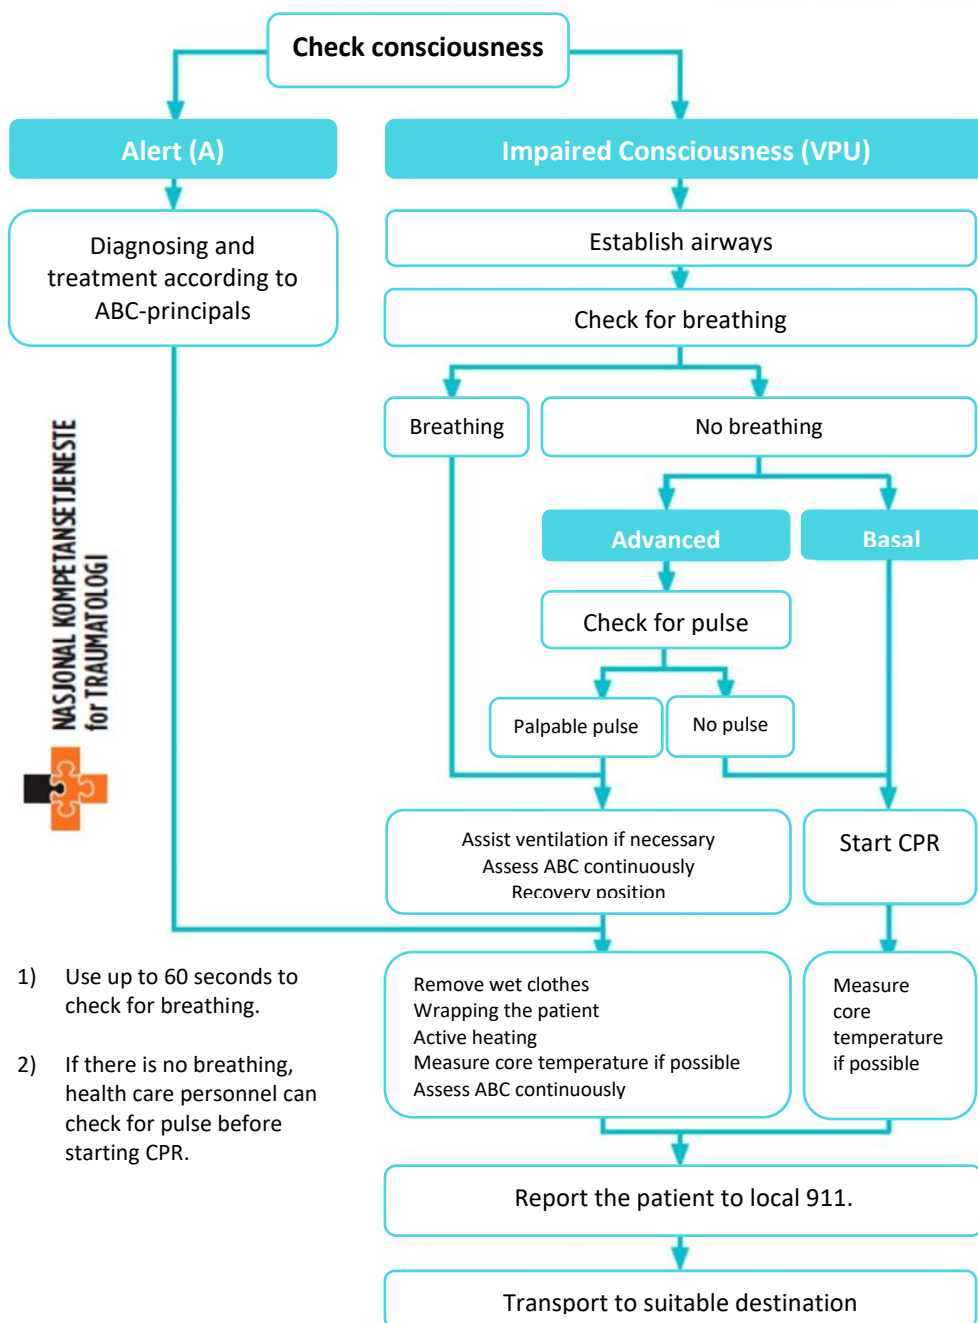 Check consciousness
Alert (A)
Impaired Consciousness (VPU)
Diagnosing and
treatment according to
ABC-principals
Establish airways
Check for breathing
Breathing
No breathing
Advanced
Basal
Check for pulse
Palpable pulse
No pulse
NASJONAL KOMPETANSETJENESTE
for TRAUMATOLOGI
Assist ventilation if necessary
Assess ABC continuously
Recovery position
Start CPR
1) Use up to 60 seconds to
check for breathing.
2) If there is no breathing,
health care personnel can
check for pulse before
starting CPR.
Remove wet clothes
Wrapping the patient
Active heating
Measure core temperature if possible
Assess ABC continuously
Measure
core
temperature
if possible
Report the patient to local 911.
Transport to suitable destination